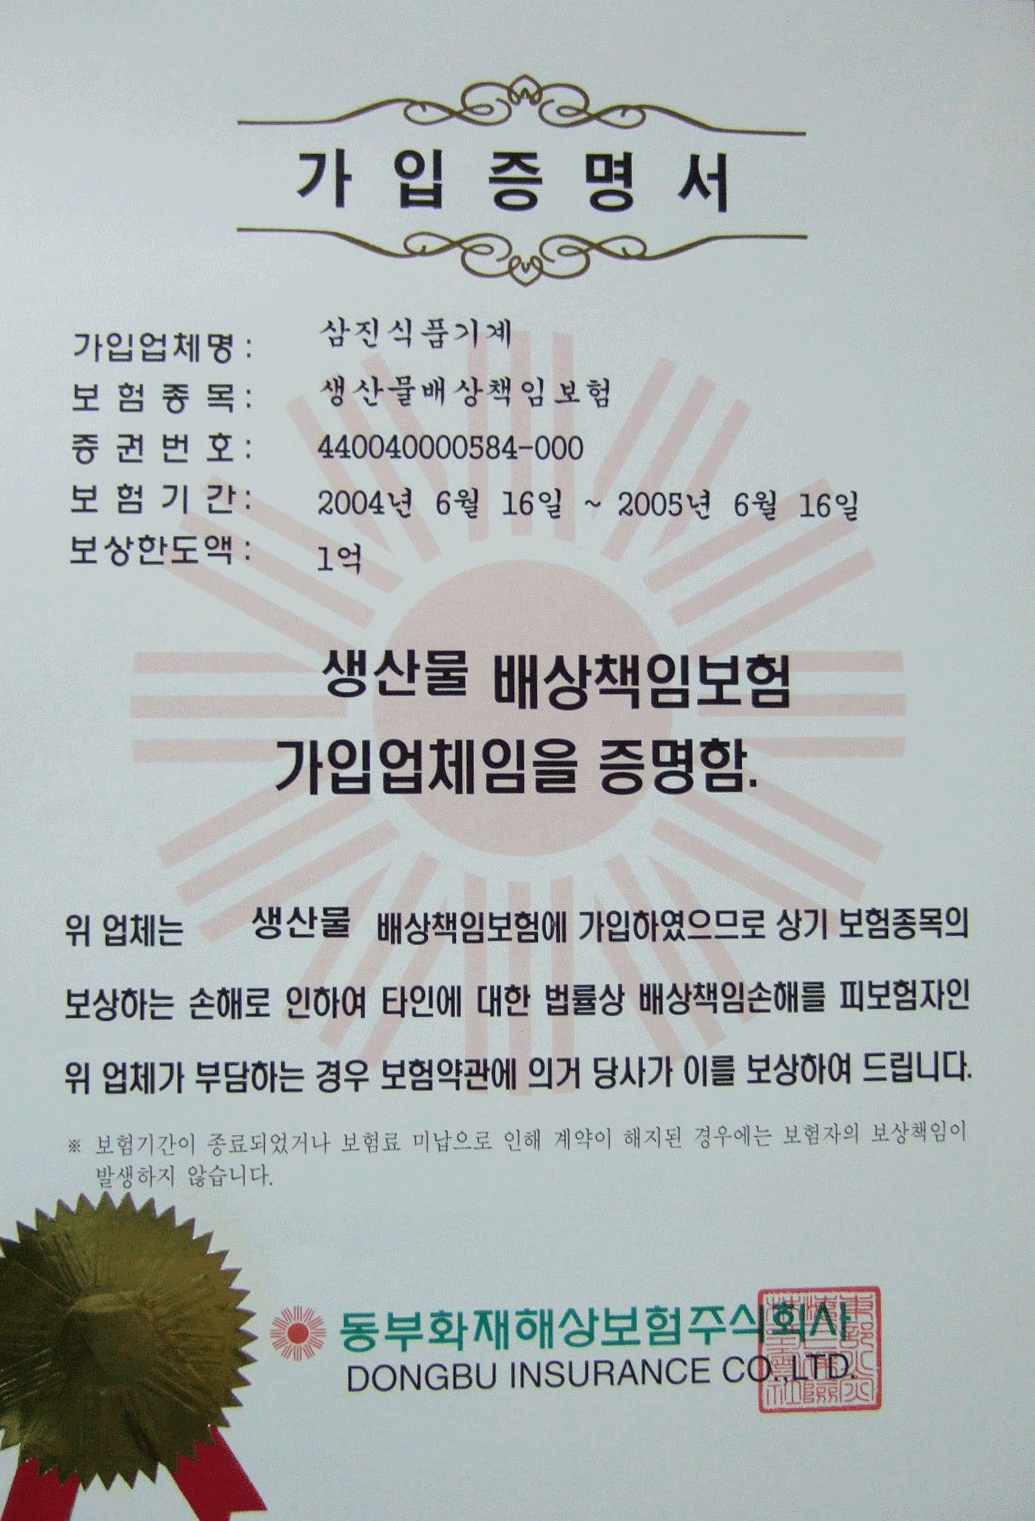 가 입 증 명 서
가입업체명 : 삼진식품기계
보 험 종 목 : 생산물배상책임보험
증 권 번 호 : 440040000584-000
보 험 기 간 : 2004년 6월 16일 ~ 2005년 6월 16일
보상한도액 : 1억
생산물 배상책임보험
가입업체임을 증명함.
위 업체는 생산물 배상책임보험에 가입하였으므로 상기 보험종목의
보상하는 손해로 인하여 타인에 대한 법률상 배상책임손해를 피보험자인
위 업체가 부담하는 경우 보험약관에 의거 당사가 이를 보상하여 드립니다.
※ 보험기간이 종료되었거나 보험료 미납으로 인해 계약이 해지된 경우에는 보험자의 보상책임이
발생하지 않습니다.
동부화재해상보험주식회사
DONGBU INSURANCE CO.,LTD.